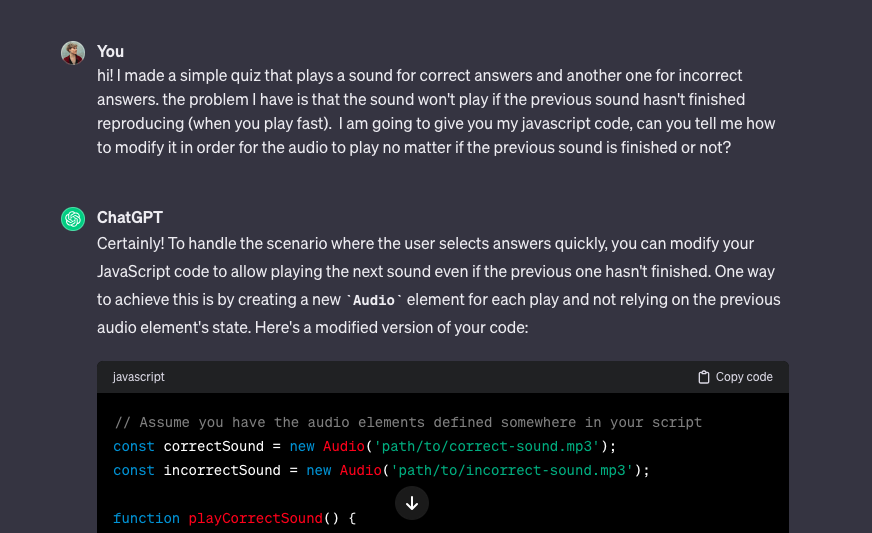 You
hi! I made a simple quiz that plays a sound for correct answers and another one for incorrect
answers. the problem I have is that the sound won't play if the previous sound hasn't finished
reproducing (when you play fast).  I am going to give you my javascript code, can you tell me how
to modify it in order for the audio to play no matter if the previous sound is finished or not?
ChatGPT
Certainly! To handle the scenario where the user selects answers quickly, you can modify your
JavaScript code to allow playing the next sound even if the previous one hasn't finished. One way
to achieve this is by creating a new `Audio` element for each play and not relying on the previous
audio element's state. Here's a modified version of your code:
javascript Copy code
// Assume you have the audio elements defined somewhere in your script
const correctSound = new Audio('path/to/correct-sound.mp3');
const incorrectSound = new Audio('path/to/incorrect-sound.mp3');
function playCorrectSound() {